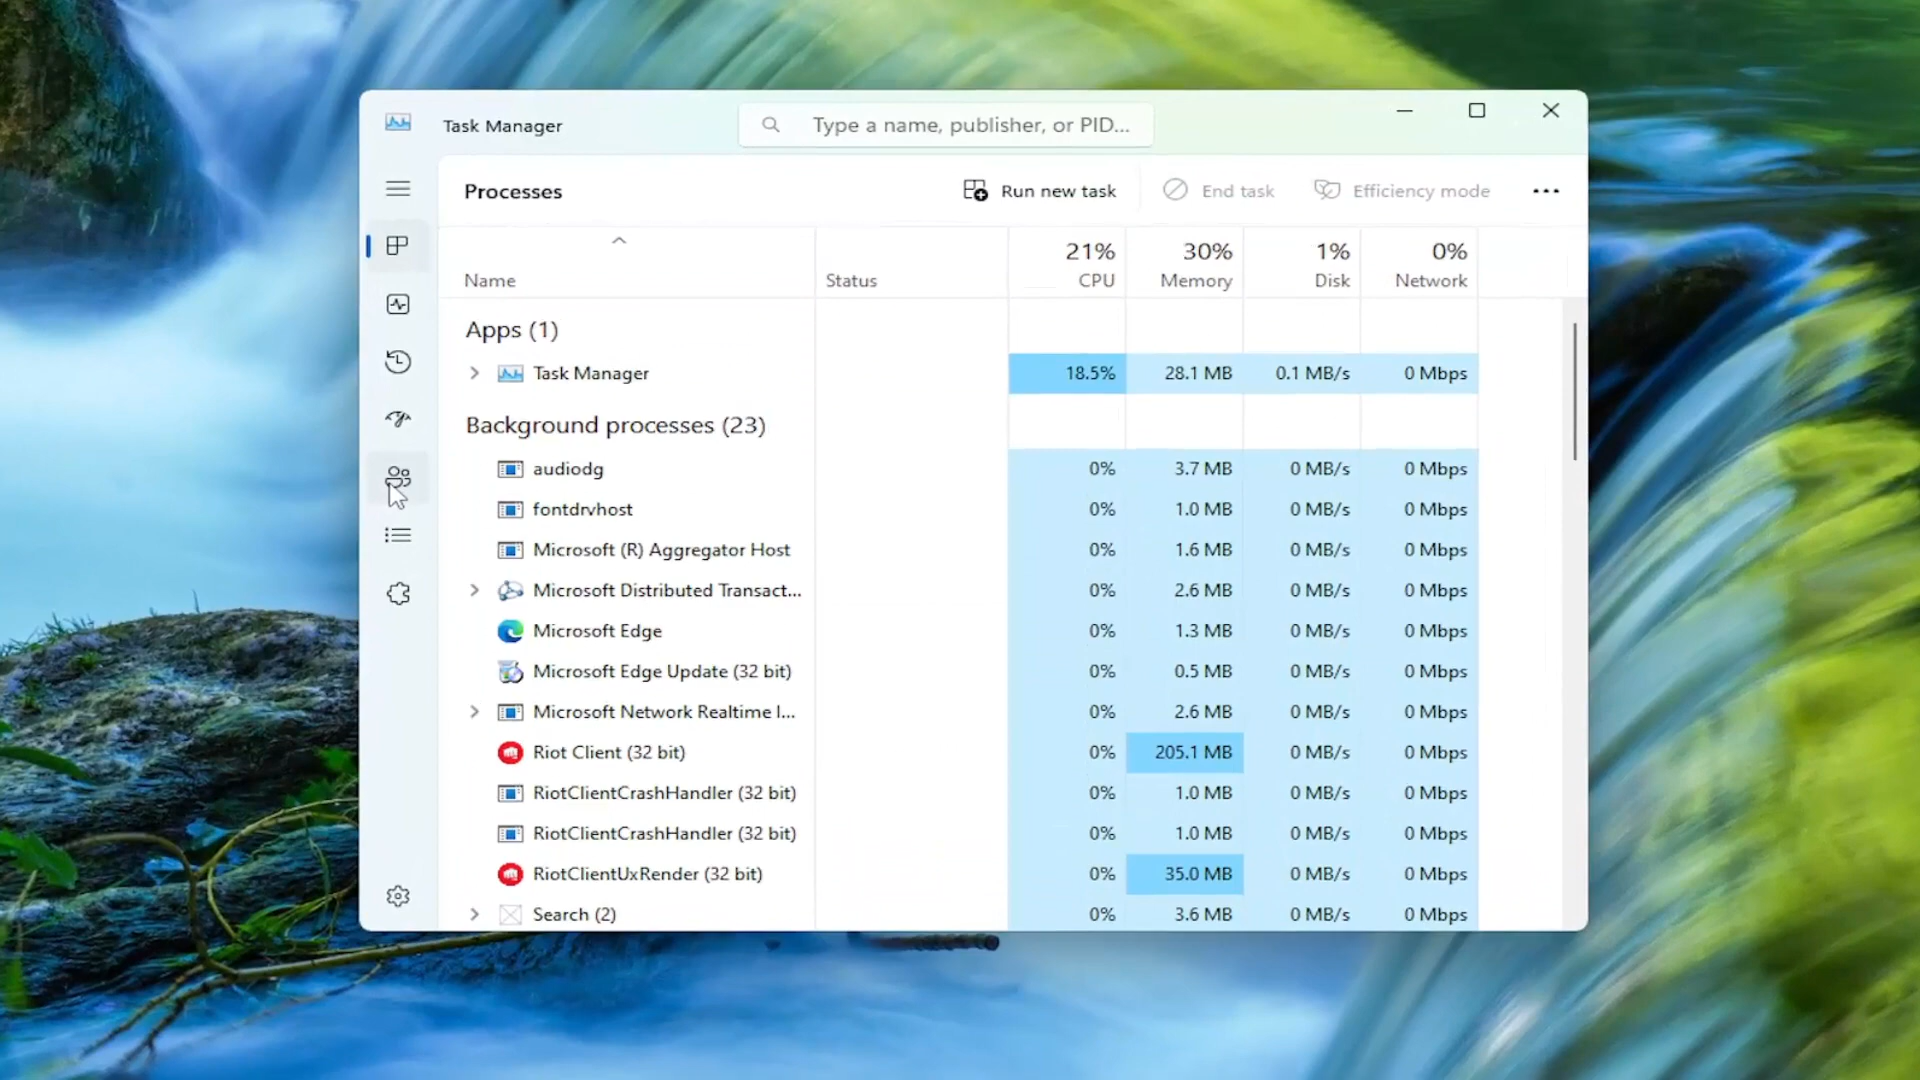 Task Manager
Type a name, publisher, or PID...
Processes
Run new task
End task
Efficiency mode
21%
30%
1%
0%
Name
Status
CPU
Memory
Disk
Network
Apps (1)
Task Manager 18.5% 28.1 MB 0.1 MB/s 0 Mbps
Background processes (23)
audiodg 0% 3.7 MB 0 MB/s 0 Mbps
fontdrvhost 0% 1.0 MB 0 MB/s 0 Mbps
Microsoft (R) Aggregator Host 0% 1.6 MB 0 MB/s 0 Mbps
Microsoft Distributed Transact... 0% 2.6 MB 0 MB/s 0 Mbps
Microsoft Edge 0% 1.3 MB 0 MB/s 0 Mbps
Microsoft Edge Update (32 bit) 0% 0.5 MB 0 MB/s 0 Mbps
Microsoft Network Realtime I... 0% 2.6 MB 0 MB/s 0 Mbps
Riot Client (32 bit) 0% 205.1 MB 0 MB/s 0 Mbps
RiotClientCrashHandler (32 bit) 0% 1.0 MB 0 MB/s 0 Mbps
RiotClientCrashHandler (32 bit) 0% 1.0 MB 0 MB/s 0 Mbps
RiotClientUxRender (32 bit) 0% 35.0 MB 0 MB/s 0 Mbps
Search (2) 0% 3.6 MB 0 MB/s 0 Mbps